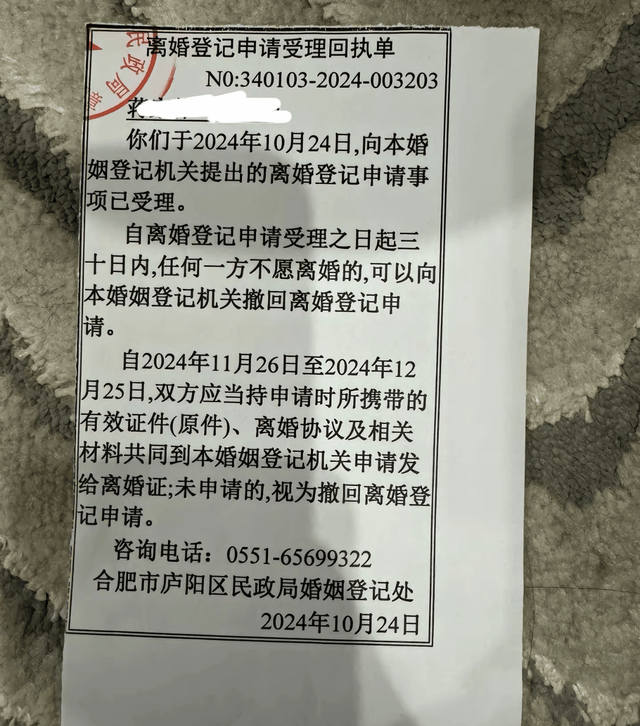 离婚登记申请受理回执单
N0:340103-2024-003203
你们于2024年10月24日,向本婚
姻登记机关提出的离婚登记申请事
项已受理。
自离婚登记申请受理之日起三
十日内,任何一方不愿离婚的,可以向
本婚姻登记机关撤回离婚登记申
请。
自2024年11月26日至2024年12
月25日,双方应当持申请时所携带的
有效证件(原件)、离婚协议及相关
材料共同到本婚姻登记机关申请发
给离婚证;未申请的,视为撤回离婚登
记申请。
咨询电话：0551-65699322
合肥市庐阳区民政局婚姻登记处
2024年10月24日
民政局